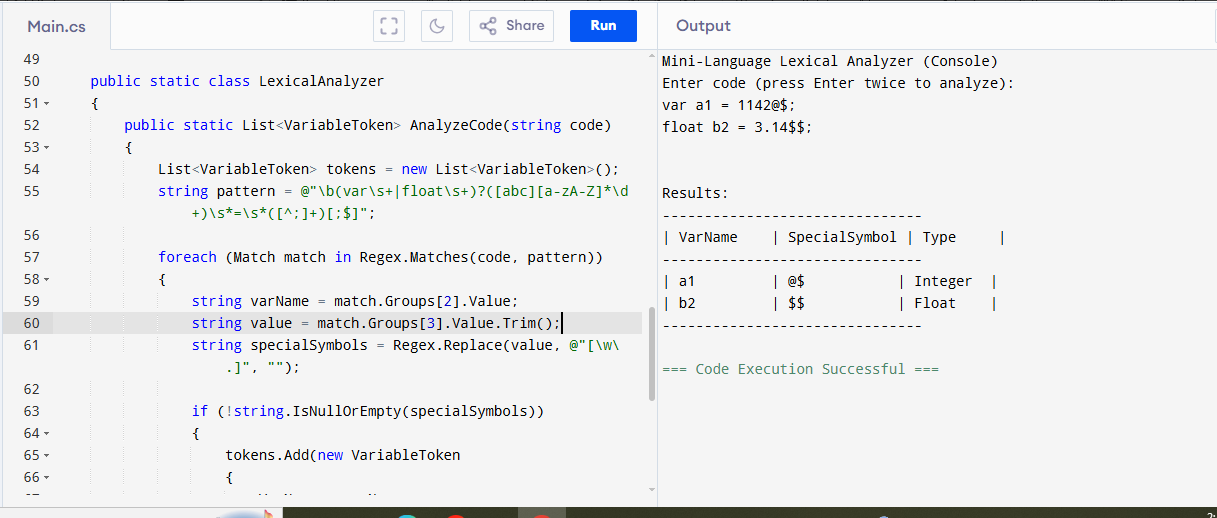 Main.cs
Share
Run
Output
49
50 public static class LexicalAnalyzer
51 {
52 public static List<VariableToken> AnalyzeCode(string code)
53 {
54 List<VariableToken> tokens = new List<VariableToken>();
55 string pattern = @"\b(var\s+|float\s+)?([abc][a-zA-Z]*\d
+)\s*=\s*([^;]+)[;$]";
56
57 foreach (Match match in Regex.Matches(code, pattern))
58 {
59 string varName = match.Groups[2].Value;
60 string value = match.Groups[3].Value.Trim();
61 string specialSymbols = Regex.Replace(value, @"[\w\
.]", "");
62
63 if (!string.IsNullOrEmpty(specialSymbols))
64 {
65 tokens.Add(new VariableToken
66 {
Mini-Language Lexical Analyzer (Console)
Enter code (press Enter twice to analyze):
var a1 = 1142@$;
float b2 = 3.14$$;
Results:
-------------------------------
| VarName | SpecialSymbol | Type |
-------------------------------
| a1 | @$ | Integer |
| b2 | $$ | Float |
-------------------------------
=== Code Execution Successful ===